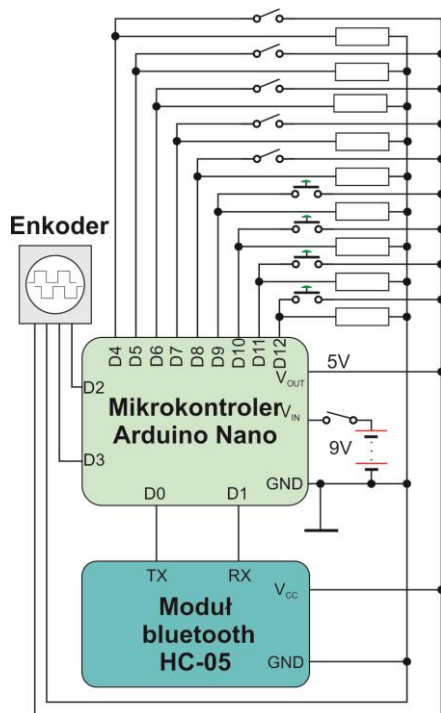 Enkoder
D4 D5 D6 D7 D8 D9 D10 D11 D12
D2
VOUT
5V
Mikrokontroler
Arduino Nano
VIN
9V
D3
GND
D0 D1
TX RX
Moduł
bluetooth
HC-05
VCC
GND